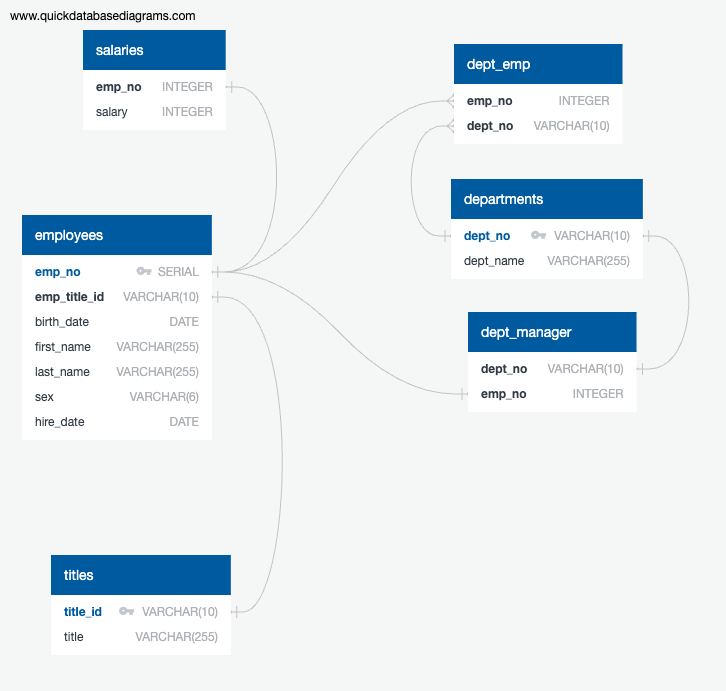 www.quickdatabasediagrams.com
salaries
emp_no INTEGER
salary INTEGER
dept_emp
emp_no INTEGER
dept_no VARCHAR(10)
departments
dept_no VARCHAR(10)
dept_name VARCHAR(255)
employees
emp_no SERIAL
emp_title_id VARCHAR(10)
birth_date DATE
first_name VARCHAR(255)
last_name VARCHAR(255)
sex VARCHAR(6)
hire_date DATE
dept_manager
dept_no VARCHAR(10)
emp_no INTEGER
titles
title_id VARCHAR(10)
title VARCHAR(255)